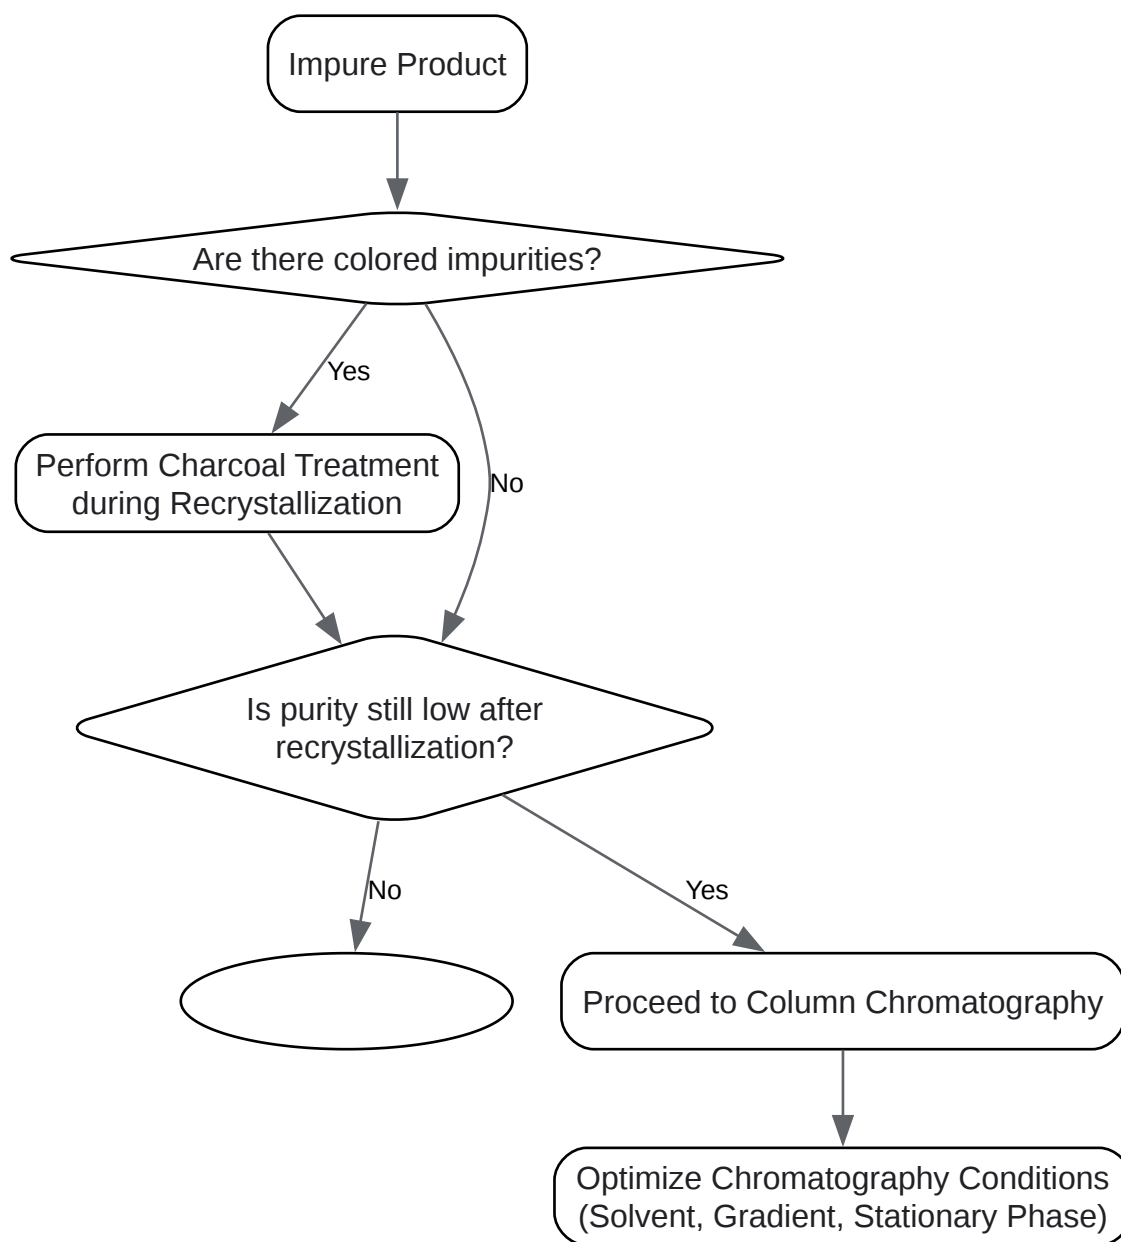 Impure Product
Are there colored impurities?
Yes
Perform Charcoal Treatment
during Recrystallization
No
Is purity still low after
recrystallization?
No
Yes
Proceed to Column Chromatography
Optimize Chromatography Conditions
(Solvent, Gradient, Stationary Phase)